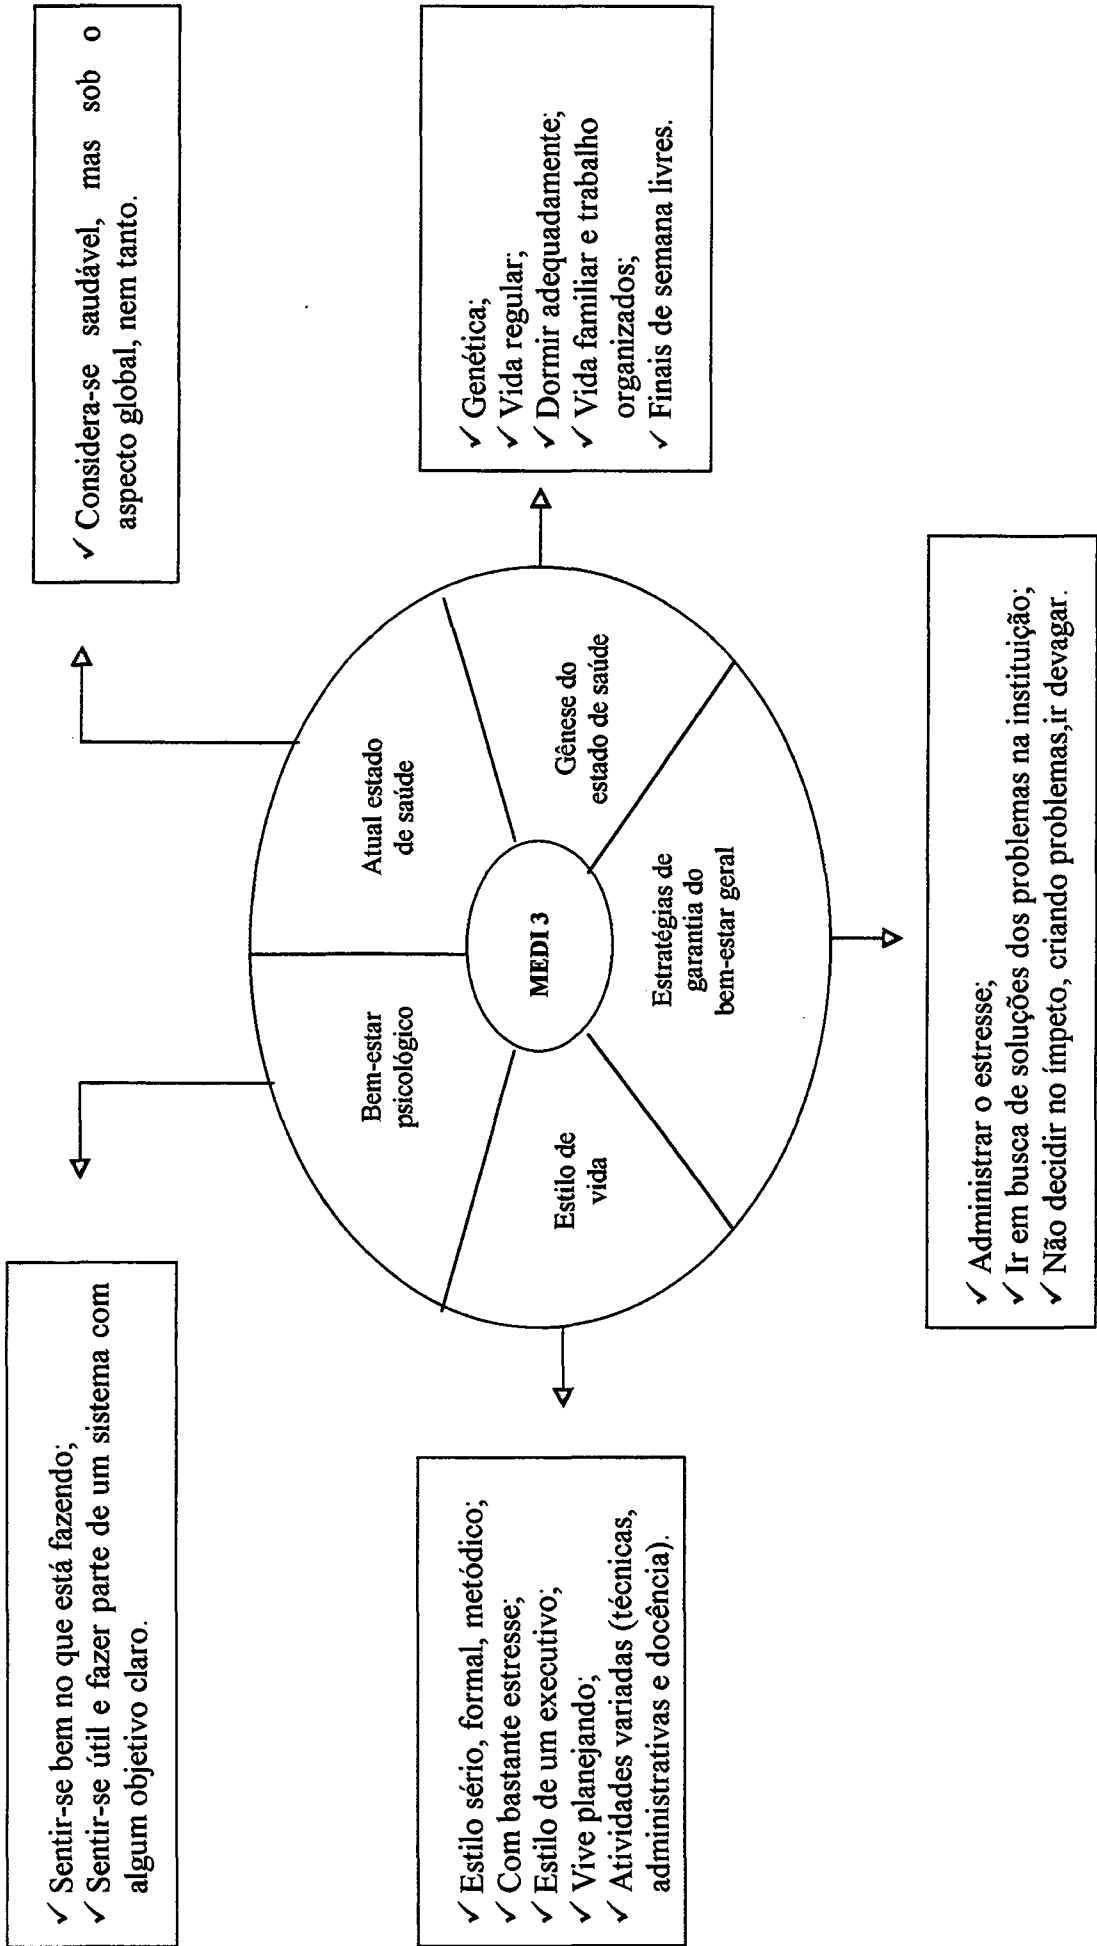 ✓ Sentir-se bem no que está fazendo;
✓ Sentir-se útil e fazer parte de um sistema com
algum objetivo claro.
✓ Considera-se saudável, mas sob o
aspecto global, nem tanto.
Bem-estar
psicológico
Atual estado
de saúde
✓ Estilo sério, formal, metódico;
✓ Com bastante estresse;
✓ Estilo de um executivo;
✓ Vive planejando;
✓ Atividades variadas (técnicas,
administrativas e docência).
Estilo de
vida
MEDI 3
Gênese do
estado de saúde
✓ Genética;
✓ Vida regular;
✓ Dormir adequadamente;
✓ Vida familiar e trabalho
organizados;
✓ Finais de semana livres.
Estratégias de
garantia do
bem-estar geral
✓ Administrar o estresse;
✓ Ir em busca de soluções dos problemas na instituição;
✓ Não decidir no ímpeto, criando problemas,ir devagar.